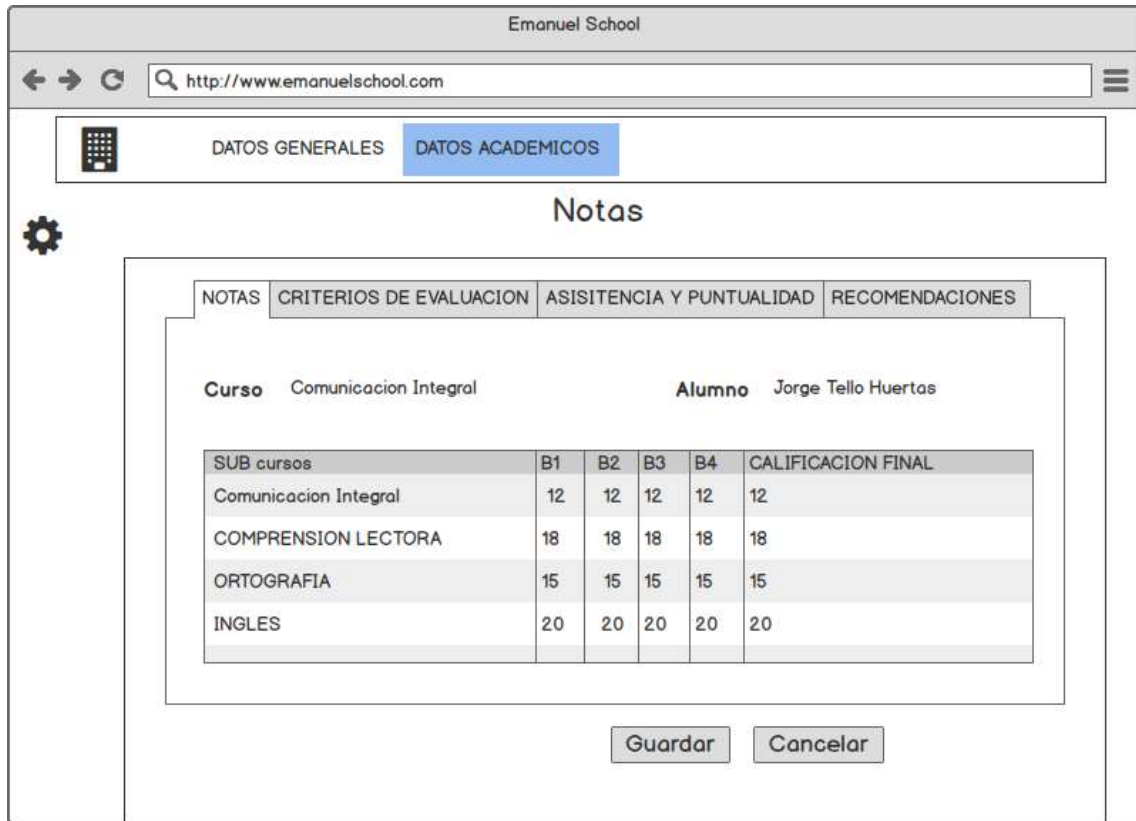 Emanuel School
http://www.emanuelschool.com
DATOS GENERALES DATOS ACADEMICOS
Notas
NOTAS CRITERIOS DE EVALUACION ASISITENCIA Y PUNTUALIDAD RECOMENDACIONES
Curso Comunicacion Integral Alumno Jorge Tello Huertas
SUB cursos B1 B2 B3 B4 CALIFICACION FINAL
Comunicacion Integral 12 12 12 12 12
COMPRENSION LECTORA 18 18 18 18 18
ORTOGRAFIA 15 15 15 15 15
INGLES 20 20 20 20 20
Guardar Cancelar